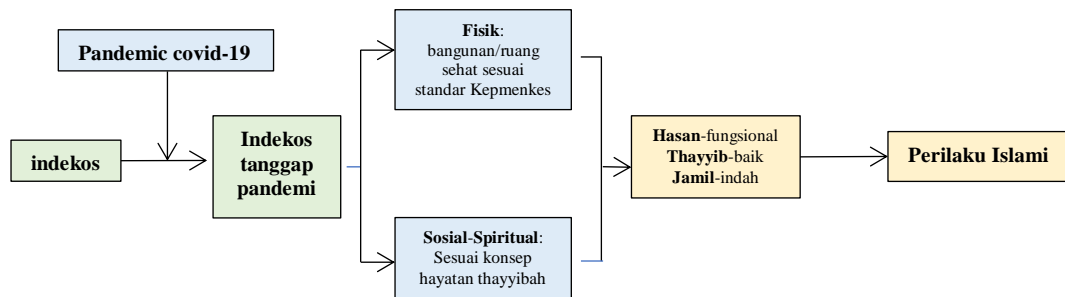 Pandemic covid-19
indekos
Indekos
tanggap
pandemi
Fisik:
bangunan/ruang
sehat sesuai
standar Kepmenkes
Sosial-Spiritual:
Sesuai konsep
hayatan thayyibah
Hasan-fungsional
Thayyib-baik
Jamil-indah
Perilaku Islami